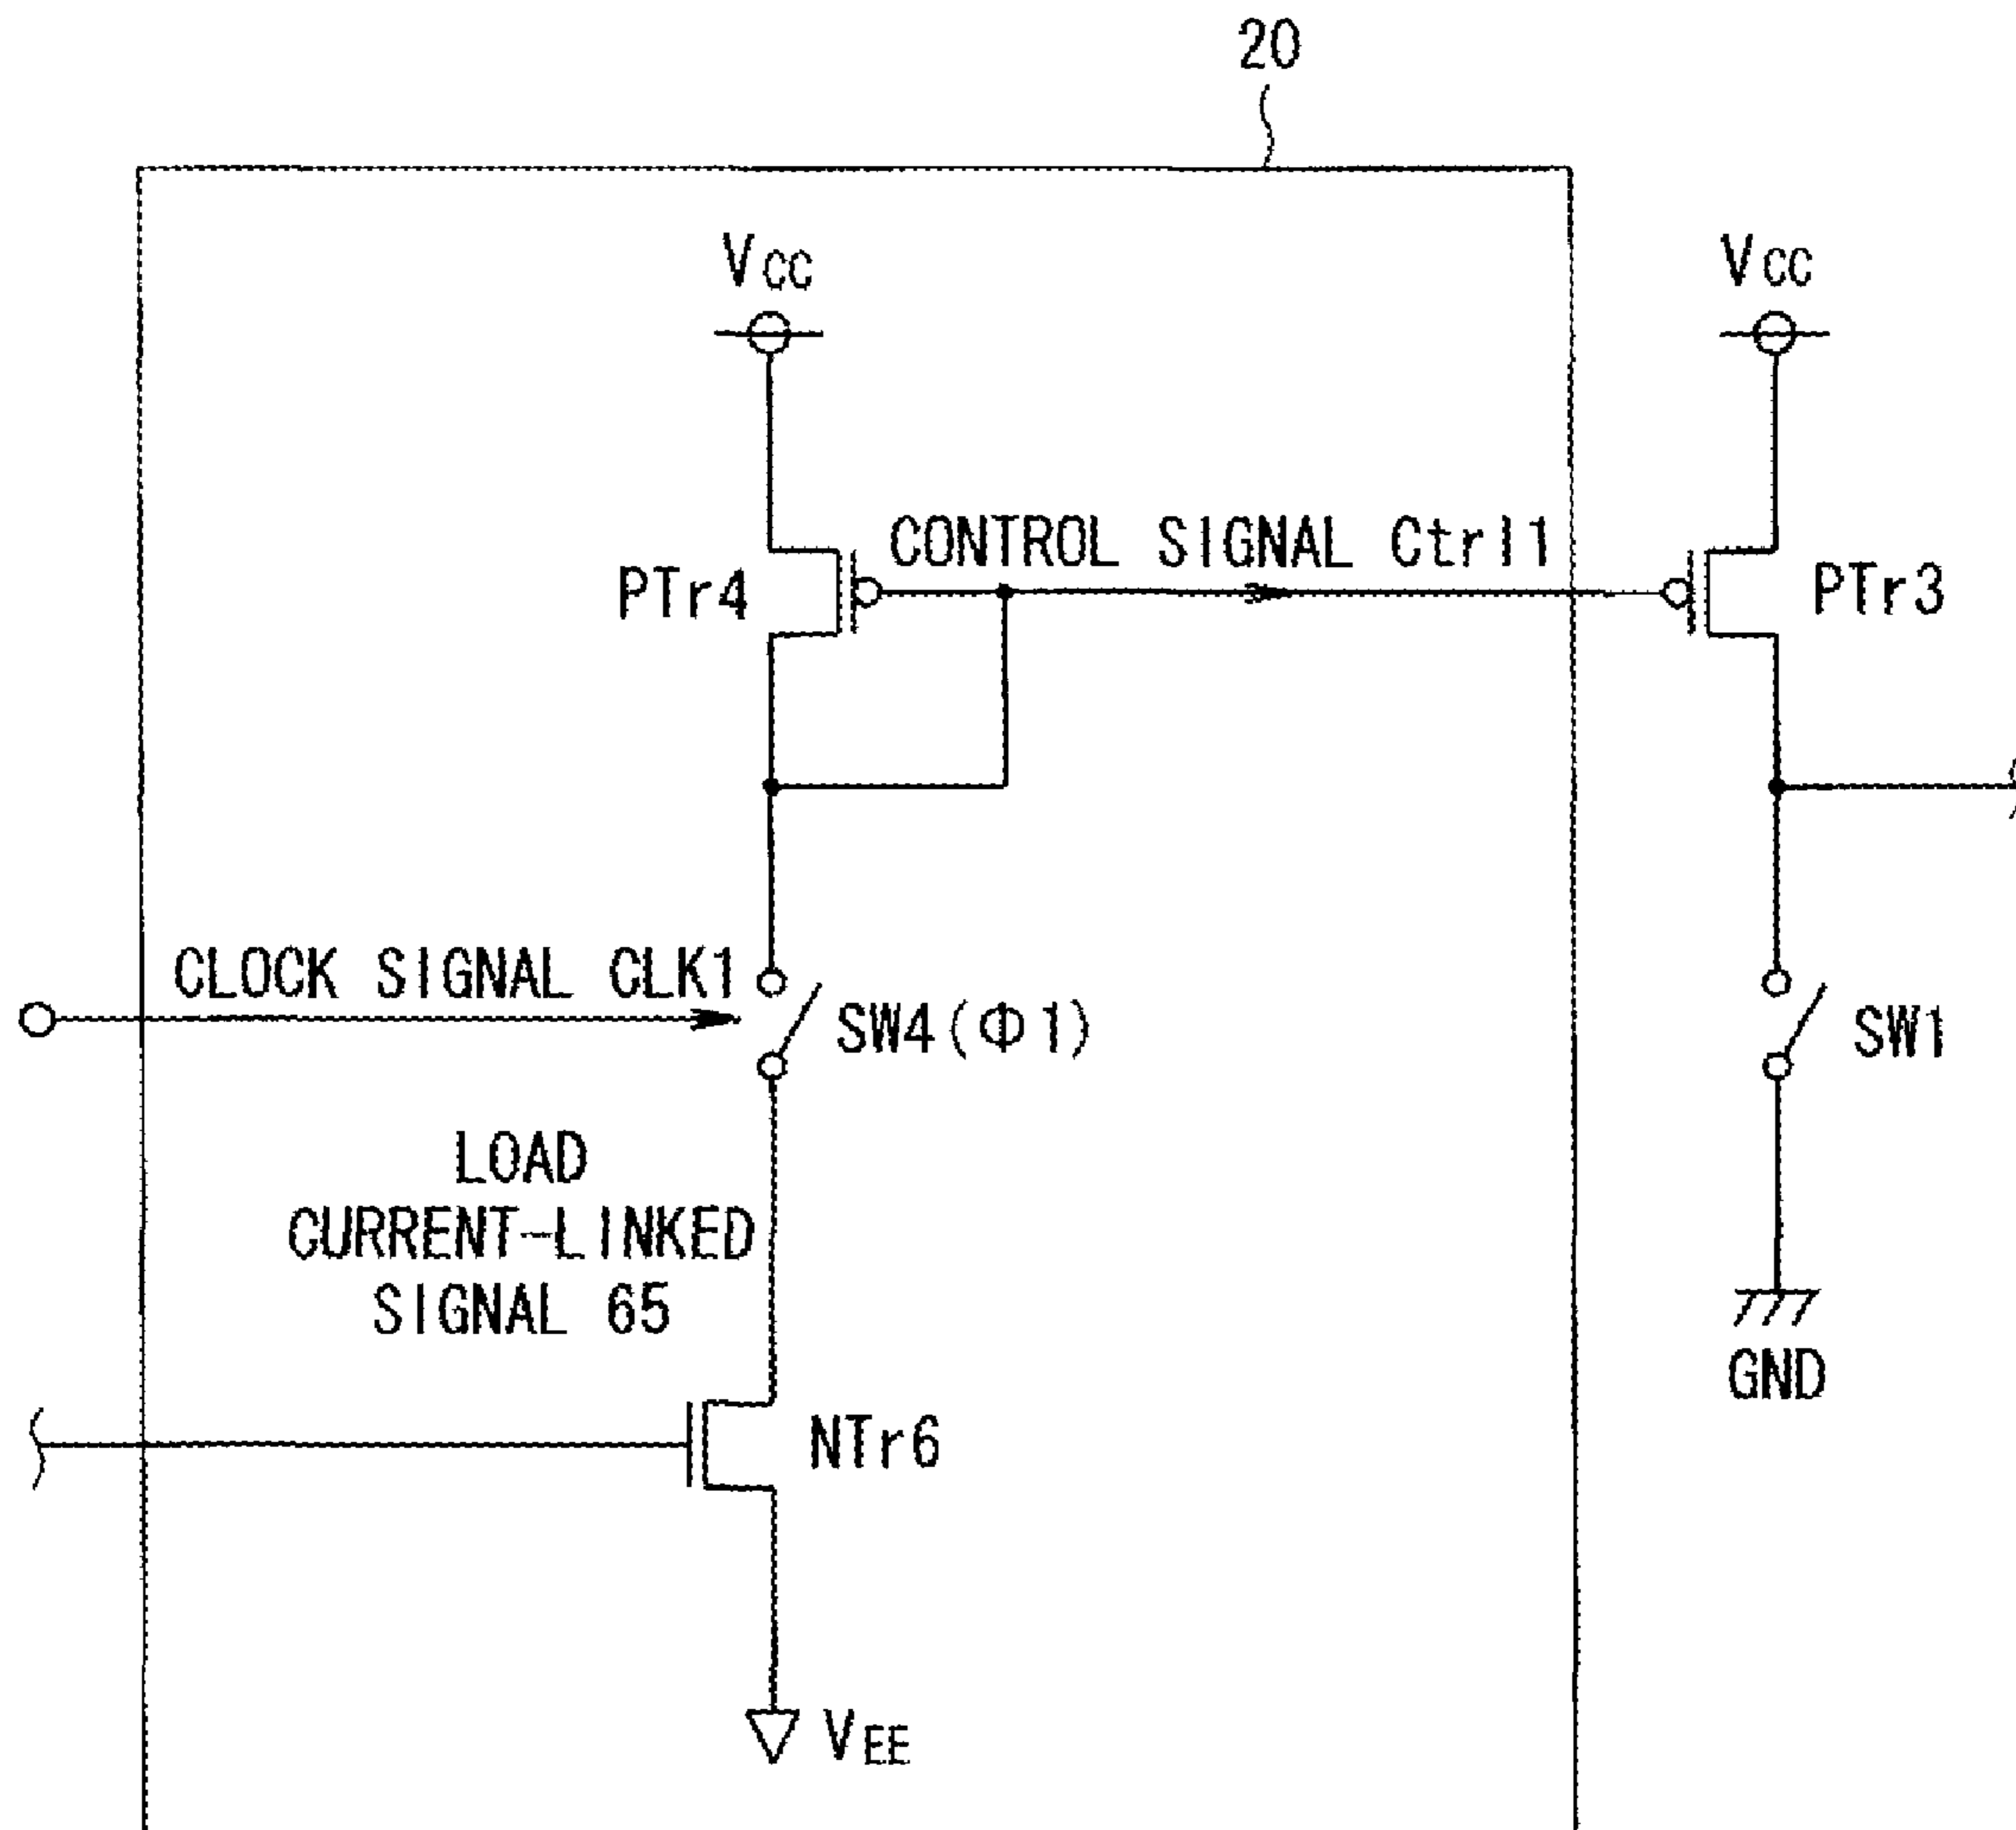 20
VCC
VCC
CONTROL SIGNAL Ctrl1
PTr4
PTr3
CLOCK SIGNAL CLK1
SW4(Φ1)
SW1
LOAD
CURRENT-LINKED
SIGNAL 65
GND
NTr6
VEE